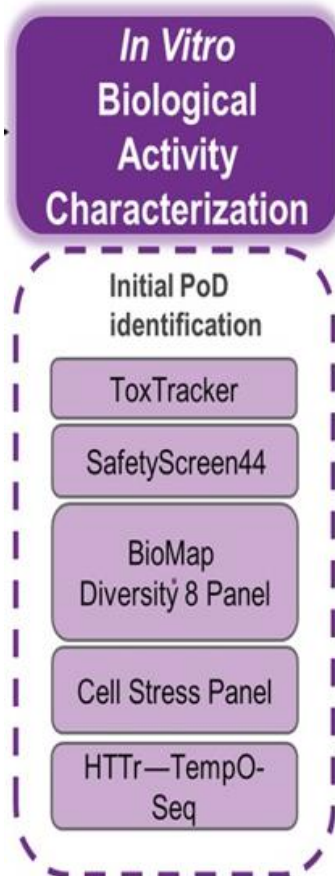 In Vitro
Biological
Activity
Characterization
Initial PoD
identification
ToxTracker
SafetyScreen44
BioMap
Diversity 8 Panel
Cell Stress Panel
HTTr—TempO-
Seq